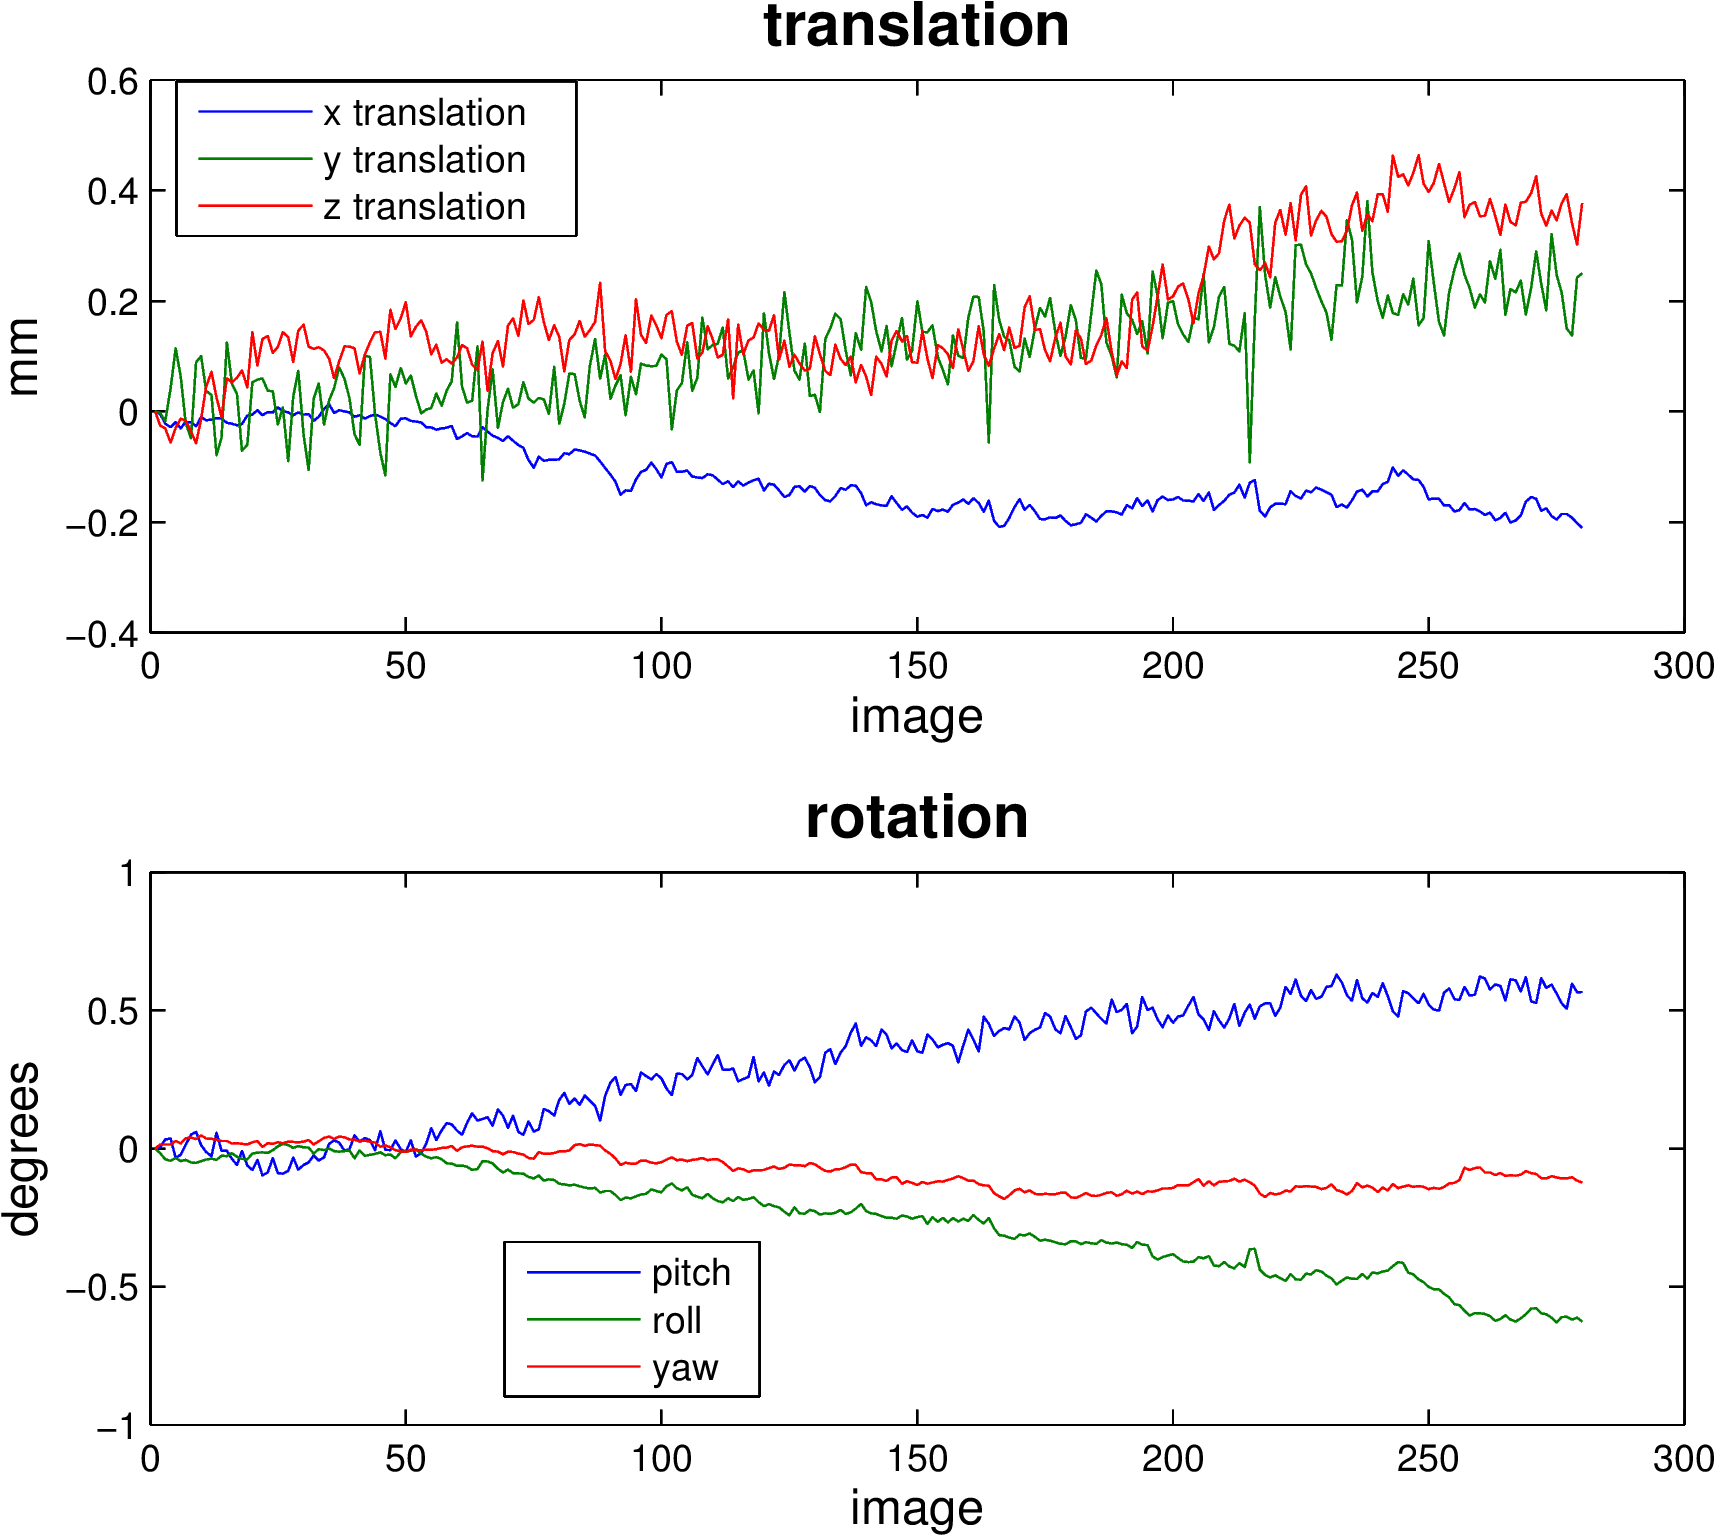 translation
0.6
0.4
0.2
0
−0.2
−0.4
mm
x translation
y translation
z translation
0 50 100 150 200 250 300
image
rotation
1
0.5
0
−0.5
−1
degrees
pitch
roll
yaw
0 50 100 150 200 250 300
image